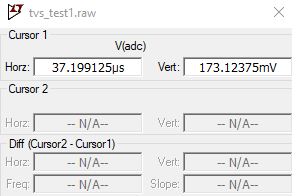 tvs_test1.raw
Cursor 1
V(adc)
Horz: 37.199125µs Vert: 173.12375mV
Cursor 2
Horz: -- N/A-- Vert: -- N/A--
Diff (Cursor2 - Cursor1)
Horz: -- N/A-- Vert: -- N/A--
Freq: -- N/A-- Slope: -- N/A--